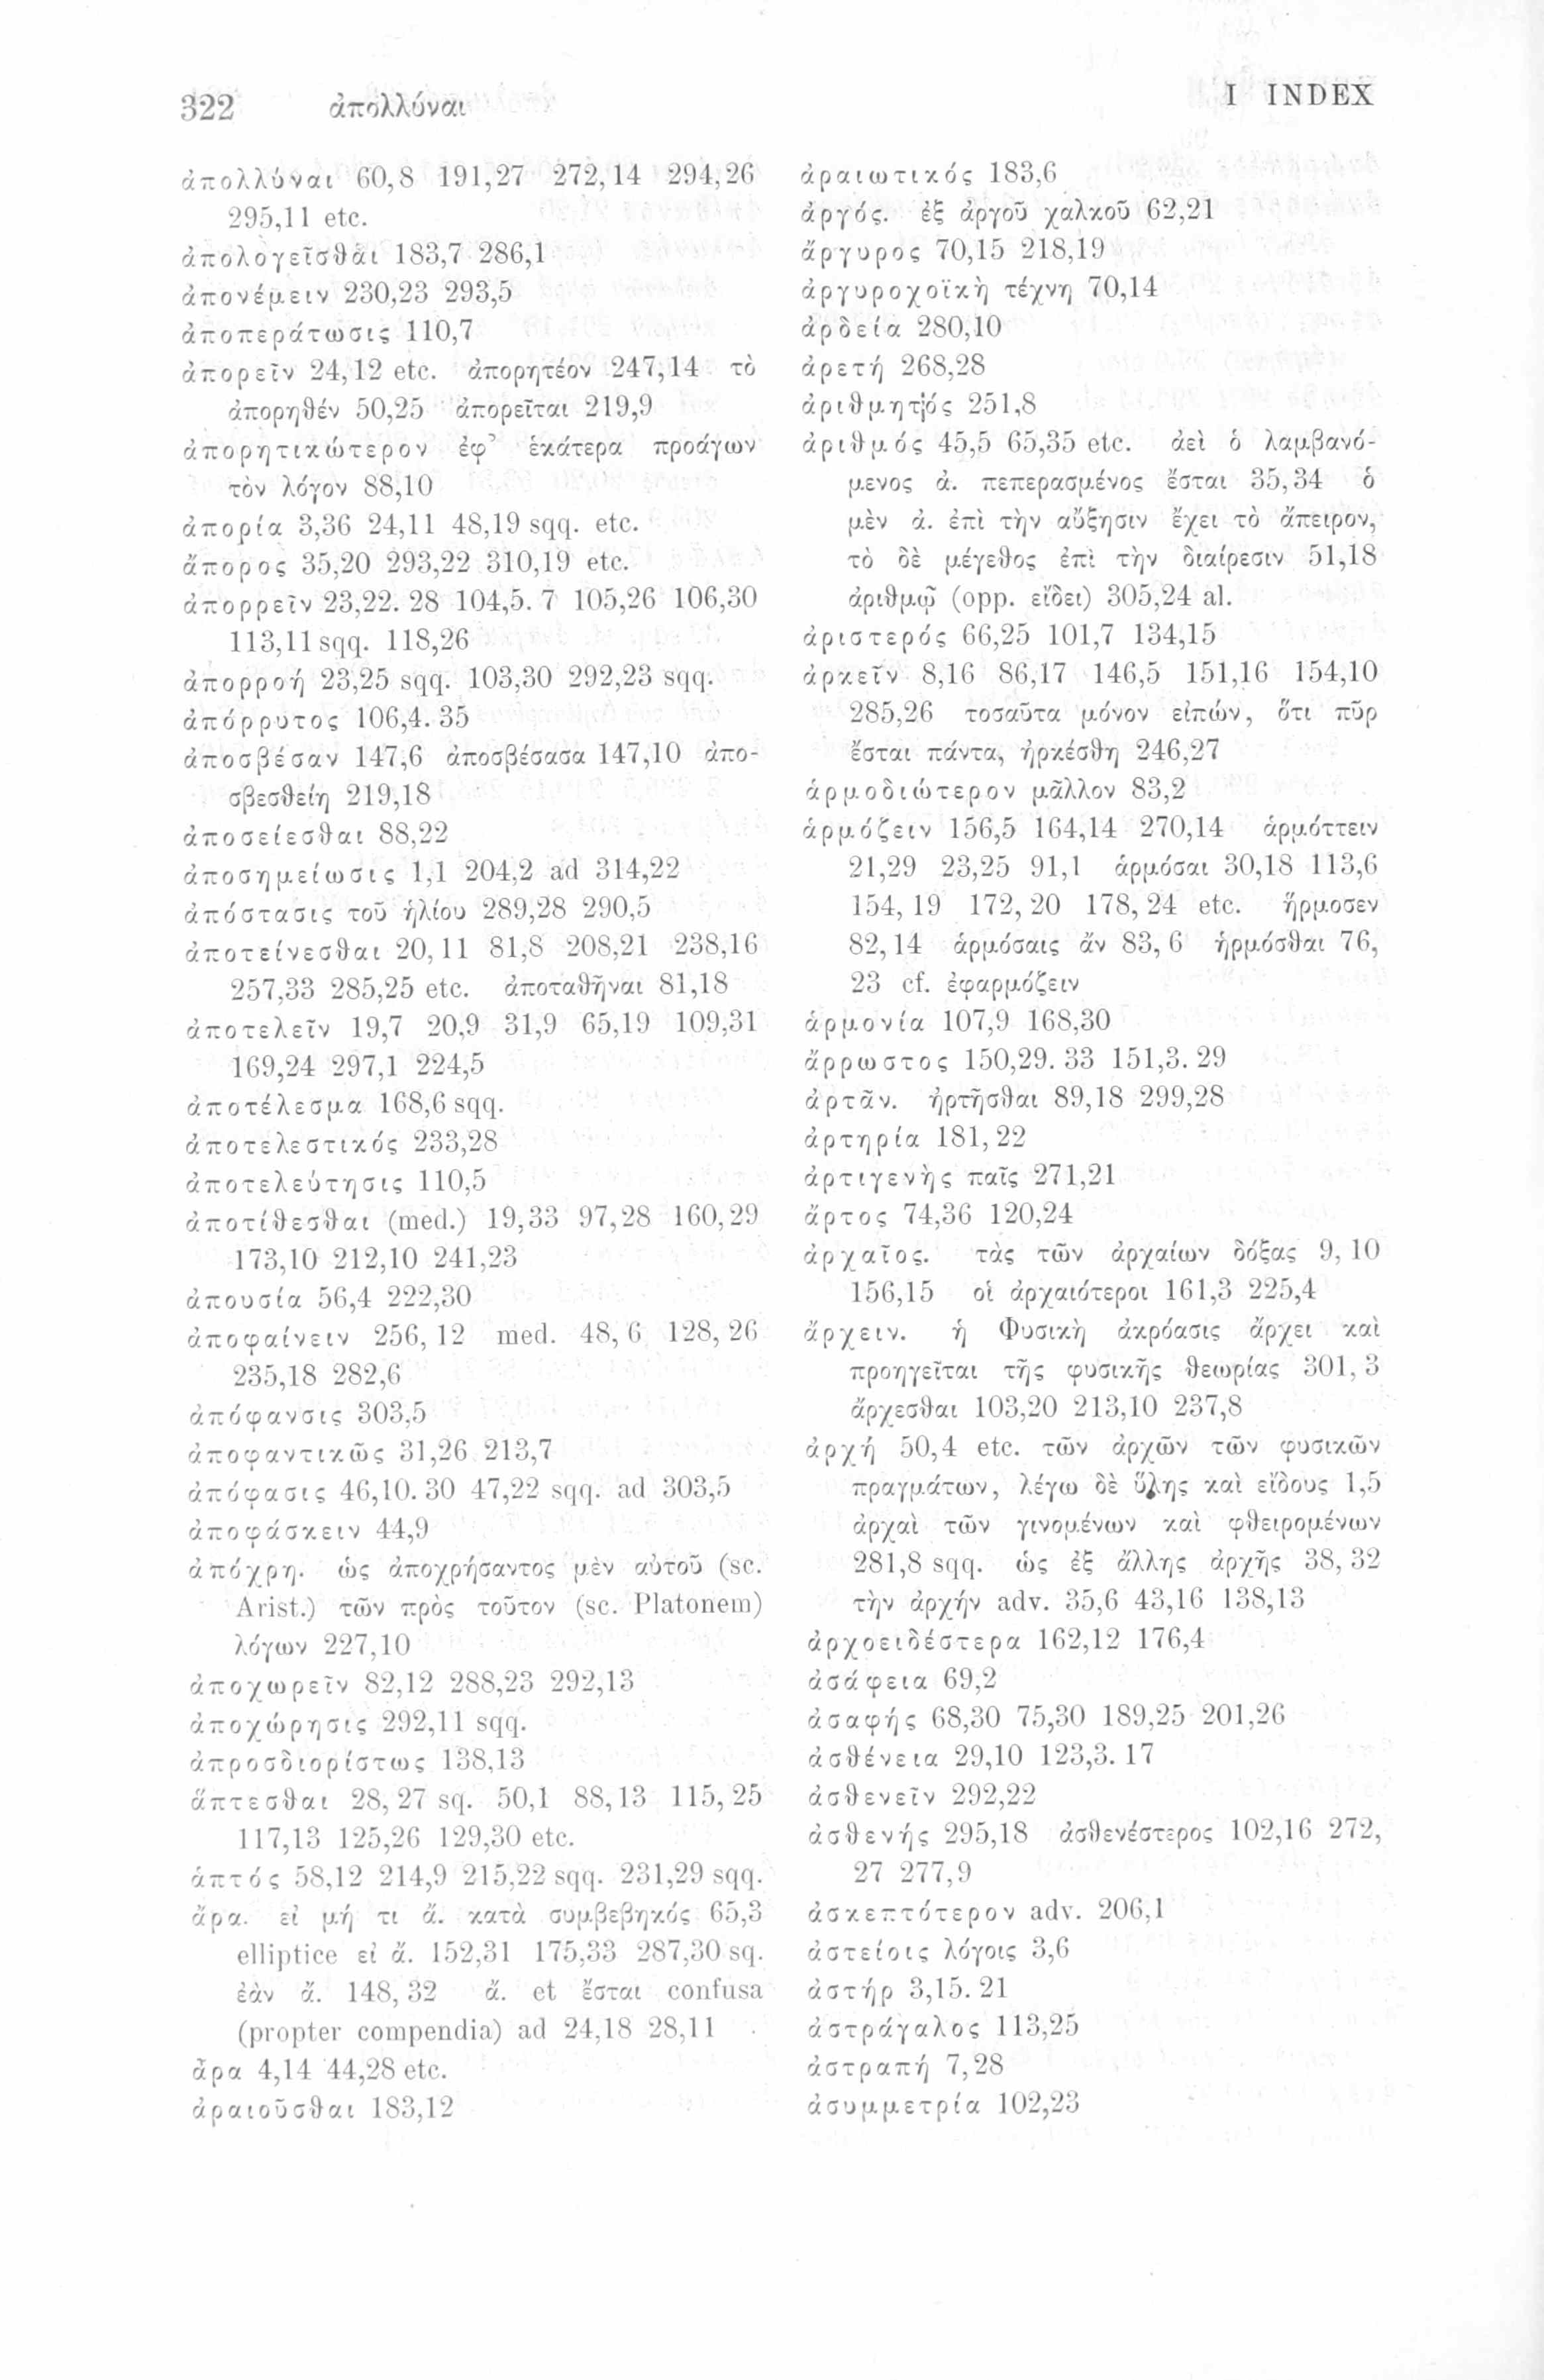 322 ἀπολλύναι I INDEX
ἀπολλύναι 60,8 191,27 272,14 294,26
295,11 etc.
ἀπολογεῖσθαι 183,7 286,1
ἀπονέμειν 230,23 293,5
ἀποπεράτωσις 110,7
ἀπορεῖν 24,12 etc. ἀπορητέον 247,14 τὸ
ἀπορηθέν 50,25 ἀπορεῖται 219,9
ἀπορητικώτερον ἐφ’ ἑκάτερα προάγων
τὸν λόγον 88,10
ἀπορία 3,36 24,11 48,19 sqq. etc.
ἄπορος 35,20 293,22 310,19 etc.
ἀπορρεῖν 23,22. 28 104,5. 7 105,26 106,30
113,11 sqq. 118,26
ἀπορροή 23,25 sqq. 103,30 292,23 sqq.
ἀπόρρυτος 106,4. 35
ἀποσβέσαν 147,6 ἀποσβέσασα 147,10 ἀπο-
σβεσθείη 219,18
ἀποσείεσθαι 88,22
ἀποσημείωσις 1,1 204,2 ad 314,22
ἀπόστασις τοῦ ἡλίου 289,28 290,5
ἀποτείνεσθαι 20,11 81,8 208,21 238,16
257,33 285,25 etc. ἀποταθῆναι 81,18
ἀποτελεῖν 19,7 20,9 31,9 65,19 109,31
169,24 297,1 224,5
ἀποτέλεσμα 168,6 sqq.
ἀποτελεστικός 233,28
ἀποτελεύτησις 110,5
ἀποτίθεσθαι (med.) 19,33 97,28 160,29
173,10 212,10 241,23
ἀπουσία 56,4 222,30
ἀποφαίνειν 256,12 med. 48,6 128,26
235,18 282,6
ἀπόφανσις 303,5
ἀποφαντικῶς 31,26 213,7
ἀπόφασις 46,10. 30 47,22 sqq. ad 303,5
ἀποφάσκειν 44,9
ἀπόχρη. ὡς ἀποχρήσαντος μὲν αὐτοῦ (sc.
Arist.) τῶν πρὸς τοῦτον (sc. Platonem)
λόγων 227,10
ἀποχωρεῖν 82,12 288,23 292,13
ἀποχώρησις 292,11 sqq.
ἀπροσδιορίστως 138,13
ἅπτεσθαι 28,27 sq. 50,1 88,13 115,25
117,13 125,26 129,30 etc.
ἁπτός 58,12 214,9 215,22 sqq. 231,29 sqq.
ἄρα. εἰ μή τι ἄ. κατὰ συμβεβηκός 65,3
elliptice εἰ ἄ. 152,31 175,33 287,30 sq.
ἐὰν ἄ. 148,32 ἄ. et ἔσται confusa
(propter compendia) ad 24,18 28,11
ἆρα 4,14 44,28 etc.
ἀραιοῦσθαι 183,12
ἀραιωτικός 183,6
ἀργός. ἐξ ἀργοῦ χαλκοῦ 62,21
ἄργυρος 70,15 218,19
ἀργυροχοϊκὴ τέχνη 70,14
ἀρδεία 280,10
ἀρετή 268,28
ἀριθμητός 251,8
ἀριθμός 45,5 65,35 etc. ἀεὶ ὁ λαμβανό-
μενος ἀ. πεπερασμένος ἔσται 35,34 ὁ
μὲν ἀ. ἐπὶ τὴν αὔξησιν ἔχει τὸ ἄπειρον,
τὸ δὲ μέγεθος ἐπὶ τὴν διαίρεσιν 51,18
ἀριθμῷ (opp. εἴδει) 305,24 al.
ἀριστερός 66,25 101,7 134,15
ἀρκεῖν 8,16 86,17 146,5 151,16 154,10
285,26 τοσαῦτα μόνον εἰπών, ὅτι πῦρ
ἔσται πάντα, ἠρκέσθη 246,27
ἁρμοδιώτερον μᾶλλον 83,2
ἁρμόζειν 156,5 164,14 270,14 ἁρμόττειν
21,29 23,25 91,1 ἁρμόσαι 30,18 113,6
154,19 172,20 178,24 etc. ἥρμοσεν
82,14 ἁρμόσαις ἄν 83,6 ἡρμόσθαι 76,
23 cf. ἐφαρμόζειν
ἁρμονία 107,9 168,30
ἄρρωστος 150,29. 33 151,3. 29
ἀρτᾶν. ἠρτῆσθαι 89,18 299,28
ἀρτηρία 181,22
ἀρτιγενὴς παῖς 271,21
ἄρτος 74,36 120,24
ἀρχαῖος. τὰς τῶν ἀρχαίων δόξας 9,10
156,15 οἱ ἀρχαιότεροι 161,3 225,4
ἄρχειν. ἡ Φυσικὴ ἀκρόασις ἄρχει καὶ
προηγεῖται τῆς φυσικῆς θεωρίας 301,3
ἄρχεσθαι 103,20 213,10 237,8
ἀρχή 50,4 etc. τῶν ἀρχῶν τῶν φυσικῶν
πραγμάτων, λέγω δὲ ὕλης καὶ εἴδους 1,5
ἀρχαὶ τῶν γινομένων καὶ φθειρομένων
281,8 sqq. ὡς ἐξ ἄλλης ἀρχῆς 38,32
τὴν ἀρχήν adv. 35,6 43,16 138,13
ἀρχοειδέστερα 162,12 176,4
ἀσάφεια 69,2
ἀσαφής 68,30 75,30 189,25 201,26
ἀσθένεια 29,10 123,3. 17
ἀσθενεῖν 292,22
ἀσθενής 295,18 ἀσθενέστερος 102,16 272,
27 277,9
ἀσκεπτότερον adv. 206,1
ἀστείοις λόγοις 3,6
ἀστήρ 3,15. 21
ἀστράγαλος 113,25
ἀστραπή 7,28
ἀσυμμετρία 102,23